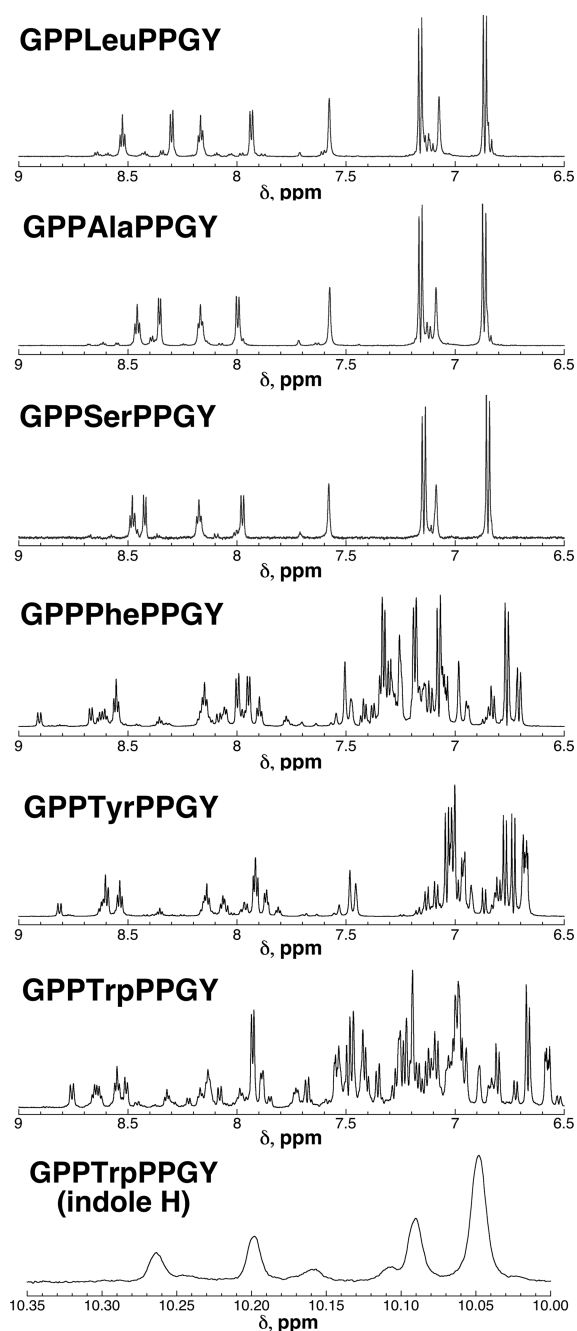 GPPLeuPPGY
9 8.5 8 7.5 7 6.5
δ, ppm
GPPAlaPPGY
9 8.5 8 7.5 7 6.5
δ, ppm
GPPSerPPGY
9 8.5 8 7.5 7 6.5
δ, ppm
GPPPhePPGY
9 8.5 8 7.5 7 6.5
δ, ppm
GPPTyrPPGY
9 8.5 8 7.5 7 6.5
δ, ppm
GPPTrpPPGY
9 8.5 8 7.5 7 6.5
δ, ppm
GPPTrpPPGY
(indole H)
10.35 10.30 10.25 10.20 10.15 10.10 10.05 10.00
δ, ppm